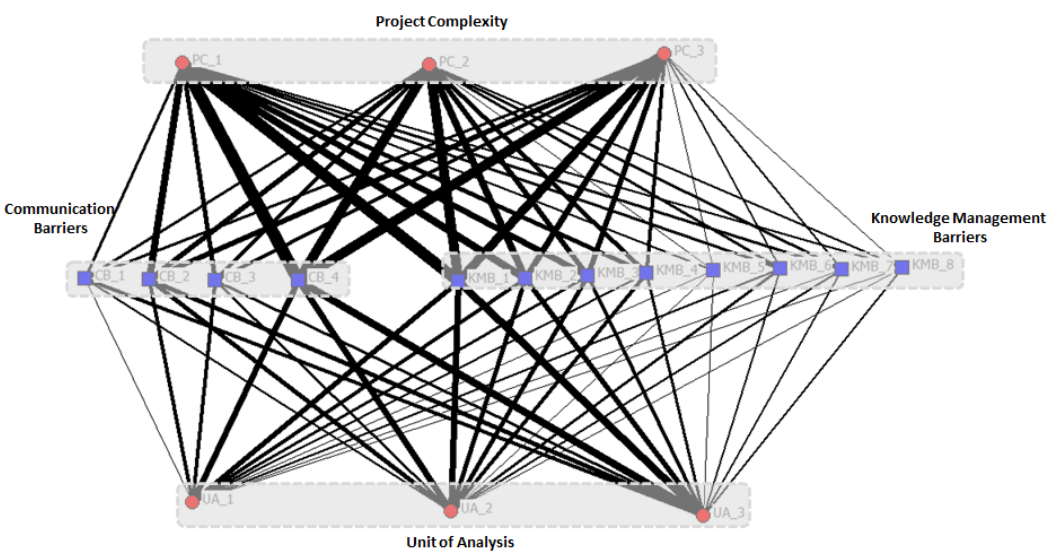 Project Complexity
PC_1
PC_2
PC_3
Communication
Barriers
Knowledge Management
Barriers
CB_1
CB_2
CB_3
CB_4
KMB_1
KMB_2
KMB_3
KMB_4
KMB_5
KMB_6
KMB_
KMB_8
UA_1
UA_2
UA_3
Unit of Analysis